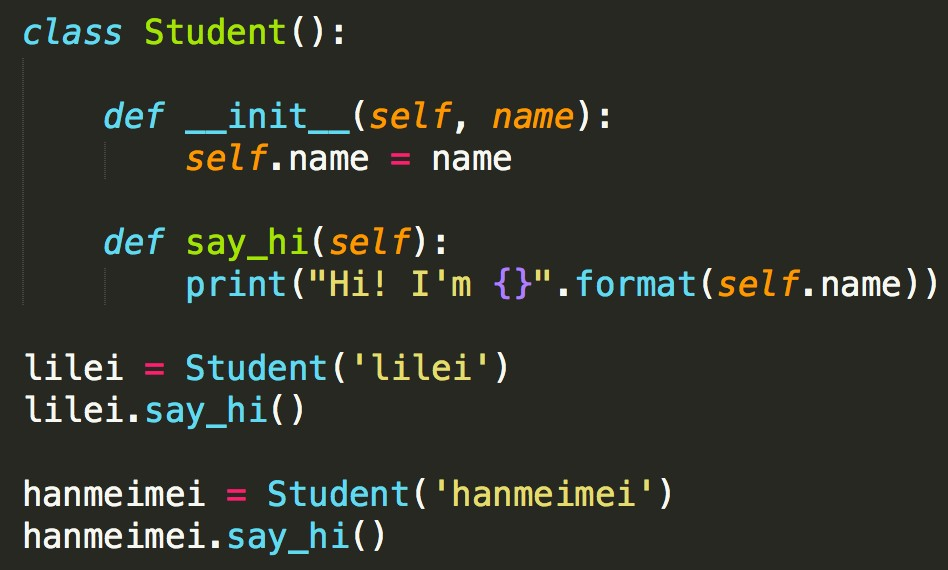 class Student():
    def __init__(self, name):
        self.name = name
    def say_hi(self):
        print("Hi! I'm {}".format(self.name))
lilei = Student('lilei')
lilei.say_hi()
hanmeimei = Student('hanmeimei')
hanmeimei.say_hi()